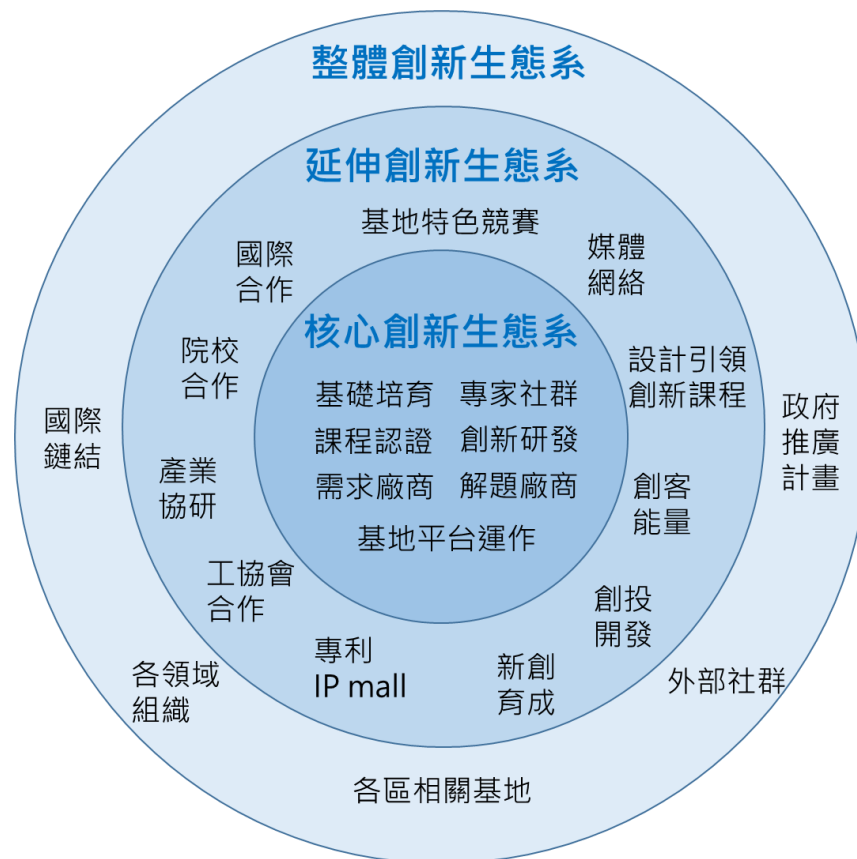 整體創新生態系
延伸創新生態系
基地特色競賽
國際
合作
媒體
網絡
核心創新生態系
院校
合作
設計引領
創新課程
基礎培育 專家社群
課程認證 創新研發
需求廠商 解題廠商
基地平台運作
國際
鏈結
政府
推廣
計畫
產業
協研
創客
能量
工協會
合作
創投
開發
專利
IP mall
新創
育成
各領域
組織
外部社群
各區相關基地